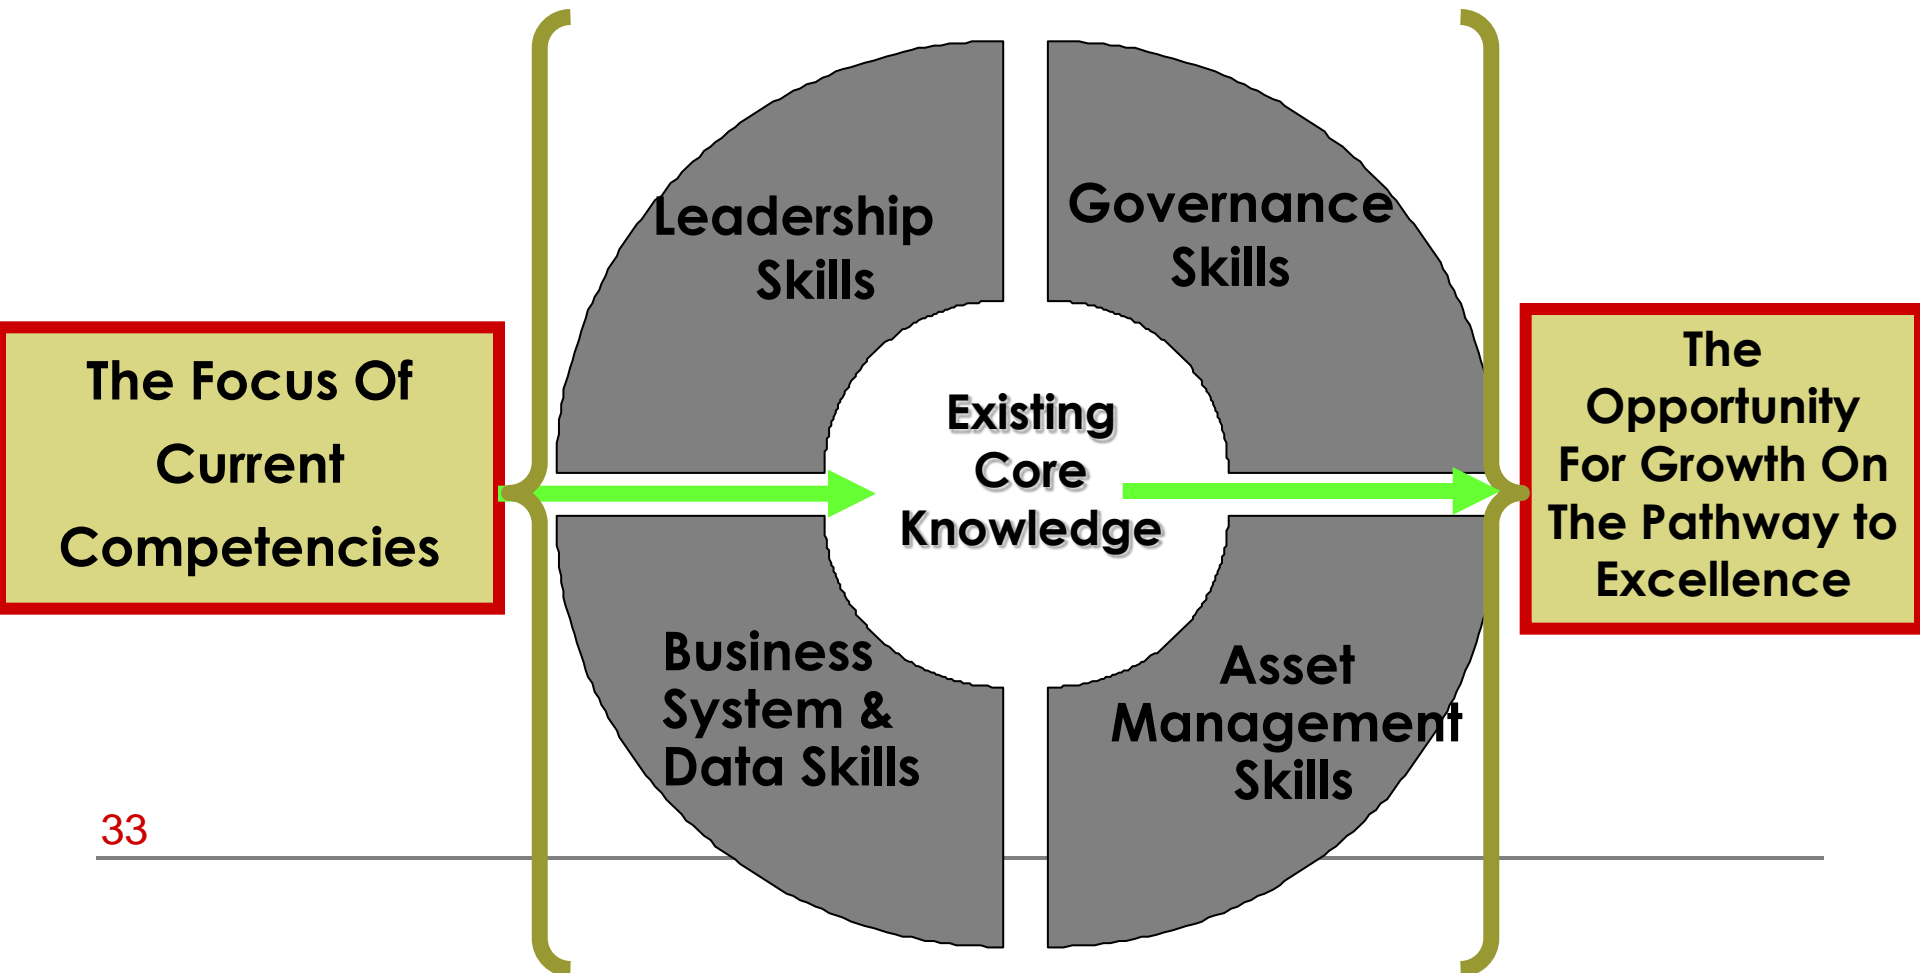 Leadership
Skills
Governance
Skills
The Focus Of
Current
Competencies
Existing
Core
Knowledge
The
Opportunity
For Growth On
The Pathway to
Excellence
Business
System &
Data Skills
Asset
Management
Skills
33